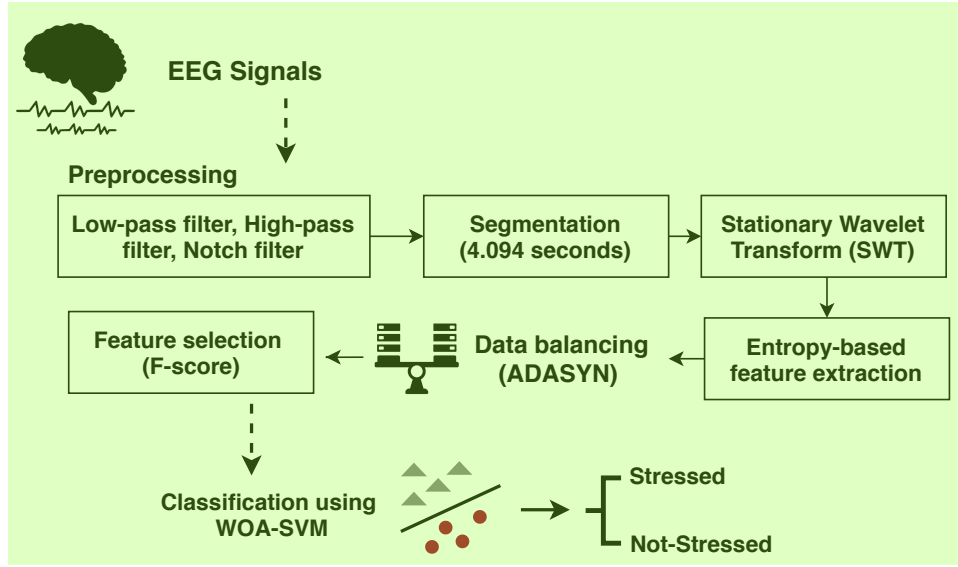 EEG Signals
Preprocessing
Low-pass filter, High-pass
filter, Notch filter
Segmentation
(4.094 seconds)
Stationary Wavelet
Transform (SWT)
Entropy-based
feature extraction
Data balancing
(ADASYN)
Feature selection
(F-score)
Classification using
WOA-SVM
Stressed
Not-Stressed